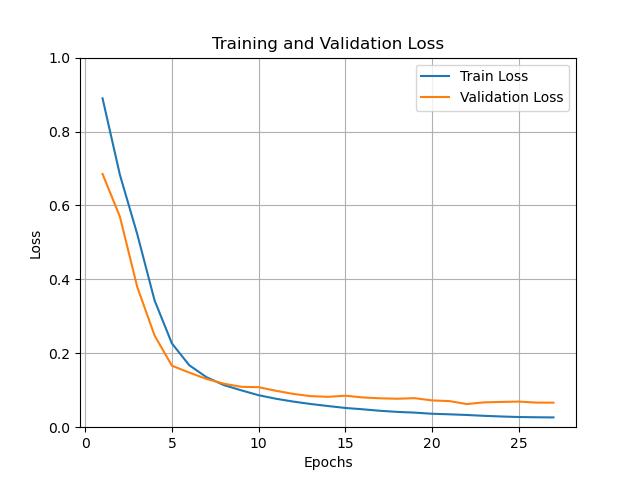 Training and Validation Loss
Train Loss
Validation Loss
1.0
0.8
0.6
0.4
0.2
0.0
Loss
0 5 10 15 20 25
Epochs